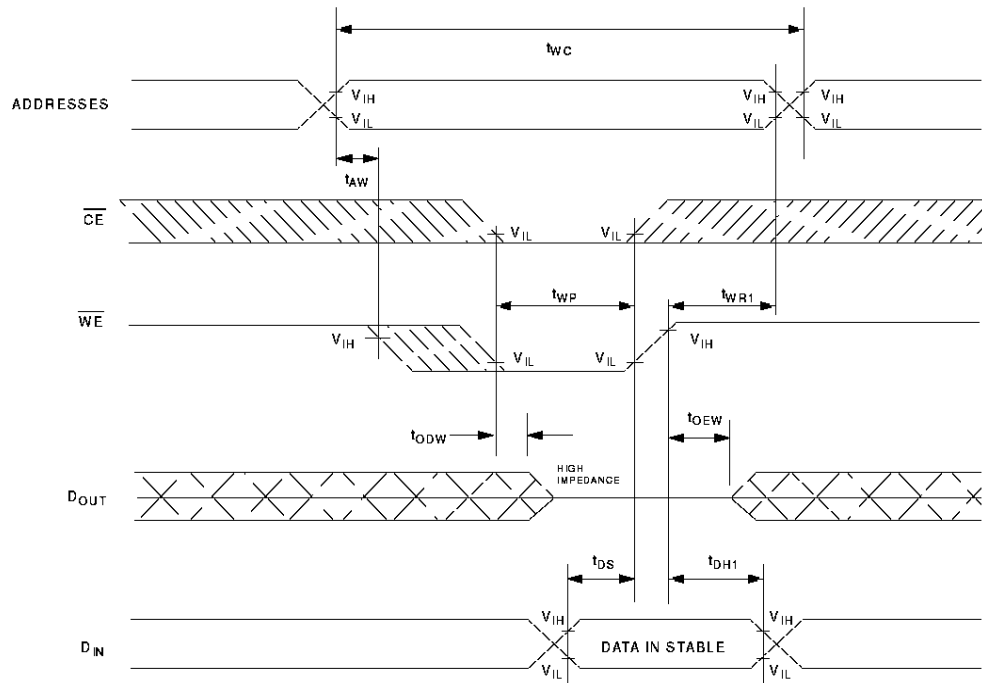 tWC
ADDRESSES
VIH VIH VIH
VIL VIL VIL
tAW
CE
VIL VIL
tWP tWR1
WE
VIH VIH
VIL VIL
tODW tOEW
HIGH
IMPEDANCE
DOUT
tDS tDH1
VIH VIH
DIN DATA IN STABLE
VIL VIL